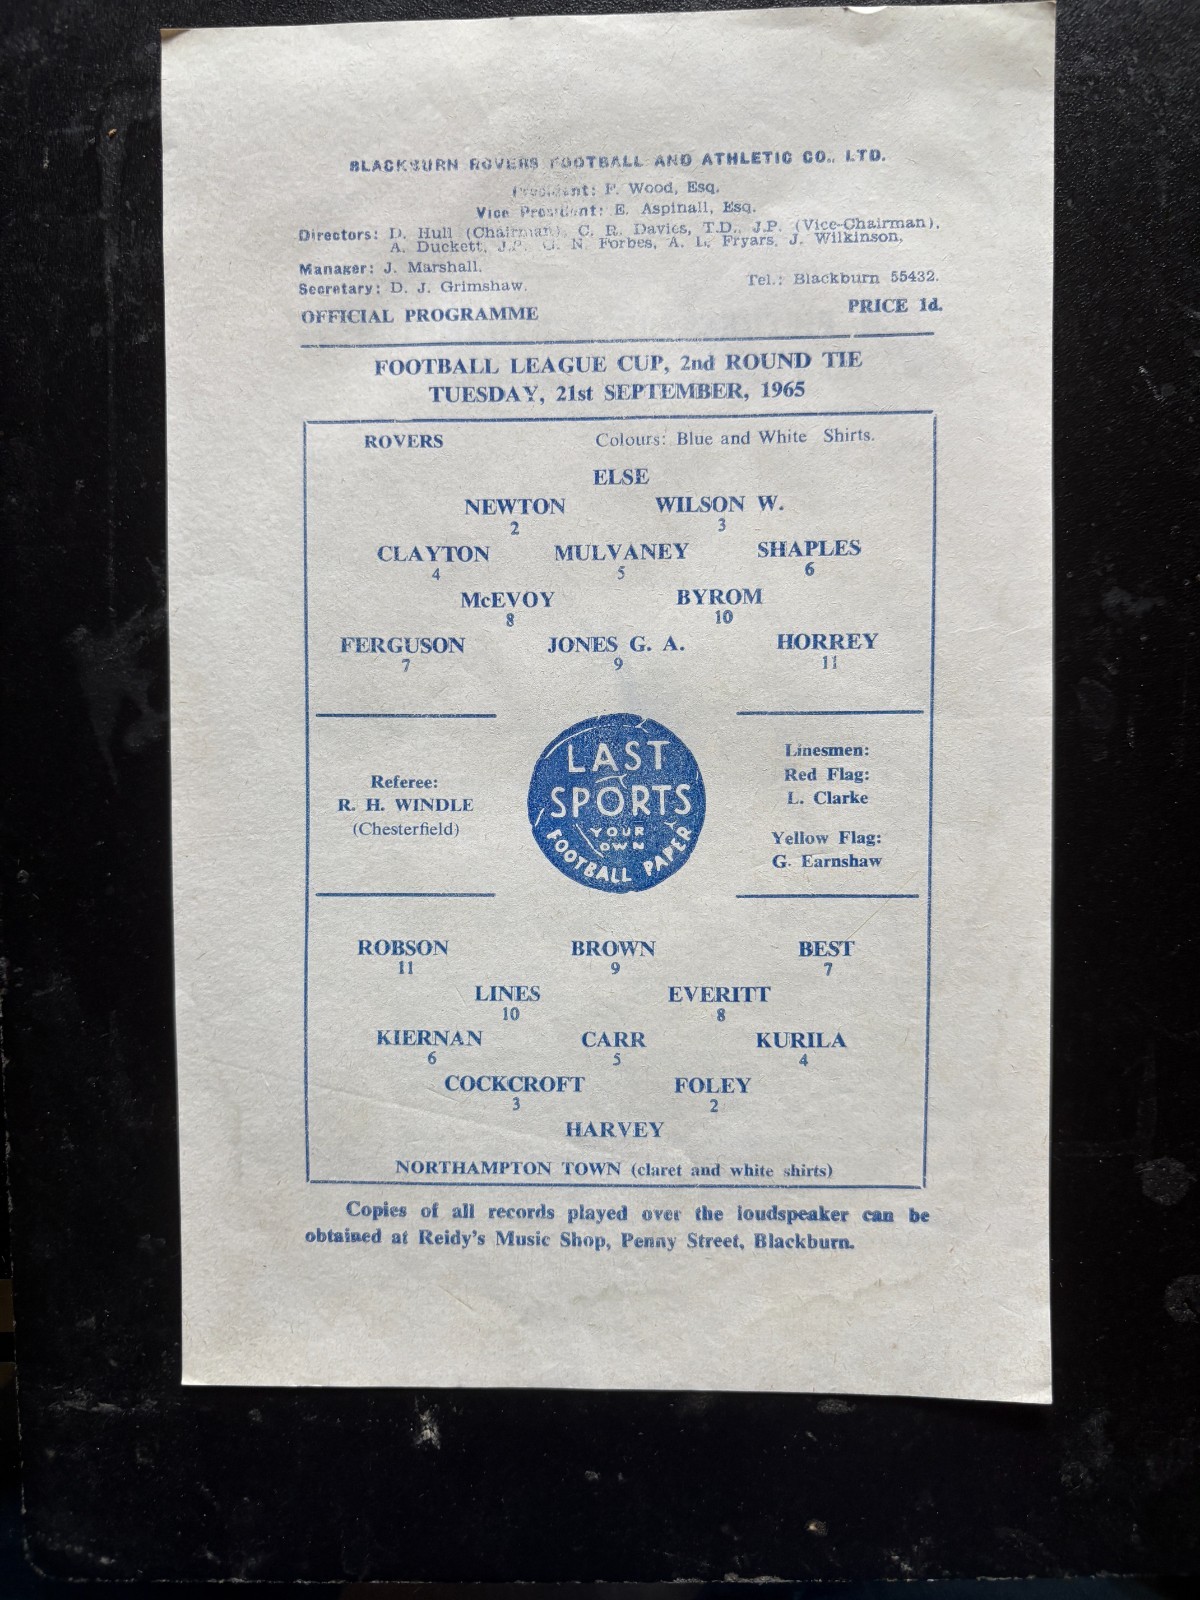 BLACKBURN ROVERS FOOTBALL AND ATHLETIC CO., LTD.
President: F. Wood, Esq.
Vice President: E. Aspinall, Esq.
Directors: D. Hull (Chairman), C. R. Davies, T.D., J.P. (Vice-Chairman),
A. Duckett, J.P. G. N. Forbes, A. L. Fryars, J. Wilkinson,
Manager: J. Marshall.
Secretary: D. J. Grimshaw.
Tel.: Blackburn 55432.
OFFICIAL PROGRAMME
PRICE 1d.
FOOTBALL LEAGUE CUP, 2nd ROUND TIE
TUESDAY, 21st SEPTEMBER, 1965
ROVERS Colours: Blue and White Shirts.
ELSE
NEWTON WILSON W.
2 3
CLAYTON MULVANEY SHAPLES
4 5 6
McEVOY BYROM
8 10
FERGUSON JONES G. A. HORREY
7 9 11
Referee:
R. H. WINDLE
(Chesterfield)
LAST
SPORTS
YOUR
OWN
FOOTBALL PAPER
Linesmen:
Red Flag:
L. Clarke
Yellow Flag:
G. Earnshaw
ROBSON BROWN BEST
11 9 7
LINES EVERITT
10 8
KIERNAN CARR KURILA
6 5 4
COCKCROFT FOLEY
3 2
HARVEY
NORTHAMPTON TOWN (claret and white shirts)
Copies of all records played over the loudspeaker can be
obtained at Reidy's Music Shop, Penny Street, Blackburn.